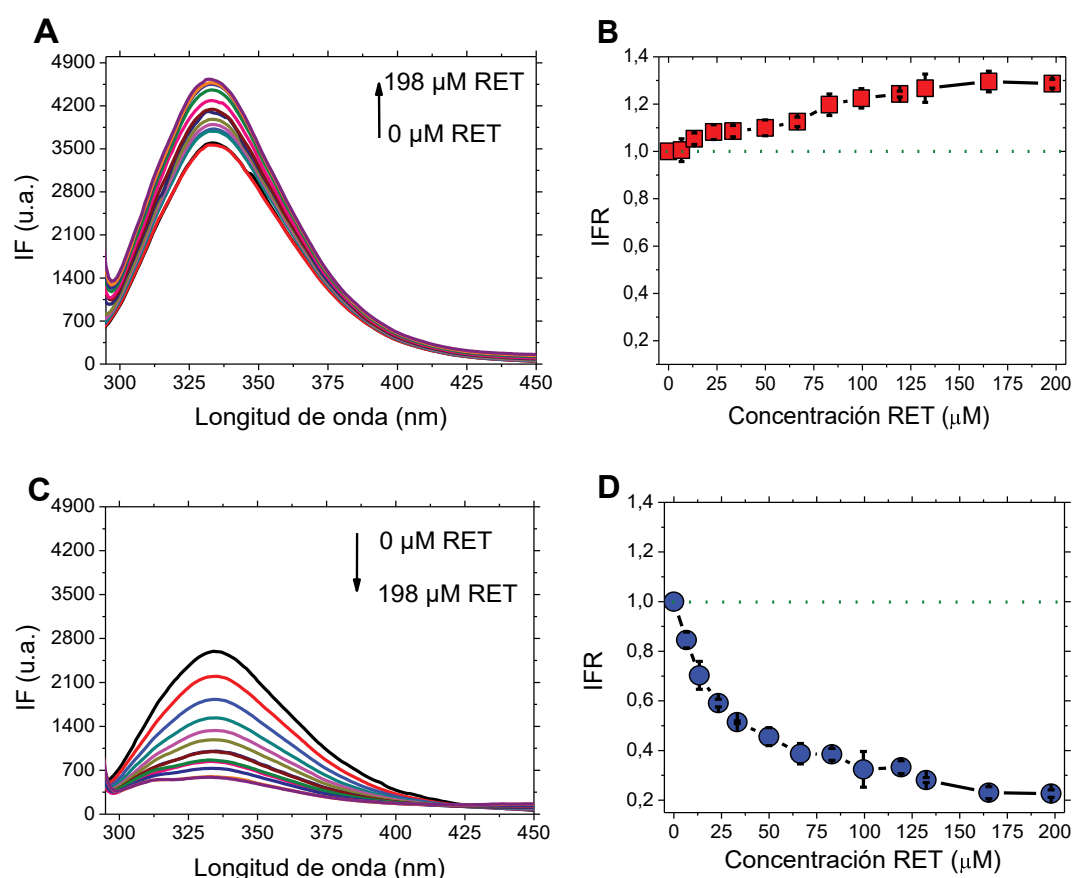 A
4900
4200
3500
2800
2100
1400
700
0
IF (u.a.)
198 µM RET
0 µM RET
300 325 350 375 400 425 450
Longitud de onda (nm)
B
1,4
1,2
1,0
0,8
0,6
0,4
0,2
IFR
0 25 50 75 100 125 150 175 200
Concentración RET (µM)
C
4900
4200
3500
2800
2100
1400
700
0
IF (u.a.)
0 µM RET
198 µM RET
300 325 350 375 400 425 450
Longitud de onda (nm)
D
1,4
1,2
1,0
0,8
0,6
0,4
0,2
IFR
0 25 50 75 100 125 150 175 200
Concentración RET (µM)